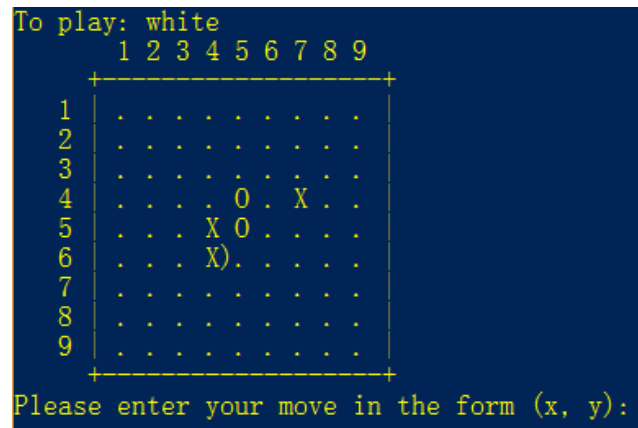 To play: white
1 2 3 4 5 6 7 8 9
+-------------------+
1 | . . . . . . . . . |
2 | . . . . . . . . . |
3 | . . . . . . . . . |
4 | . . . . O . X . . |
5 | . . . X O . . . . |
6 | . . . X). . . . . |
7 | . . . . . . . . . |
8 | . . . . . . . . . |
9 | . . . . . . . . . |
+-------------------+
Please enter your move in the form (x, y):